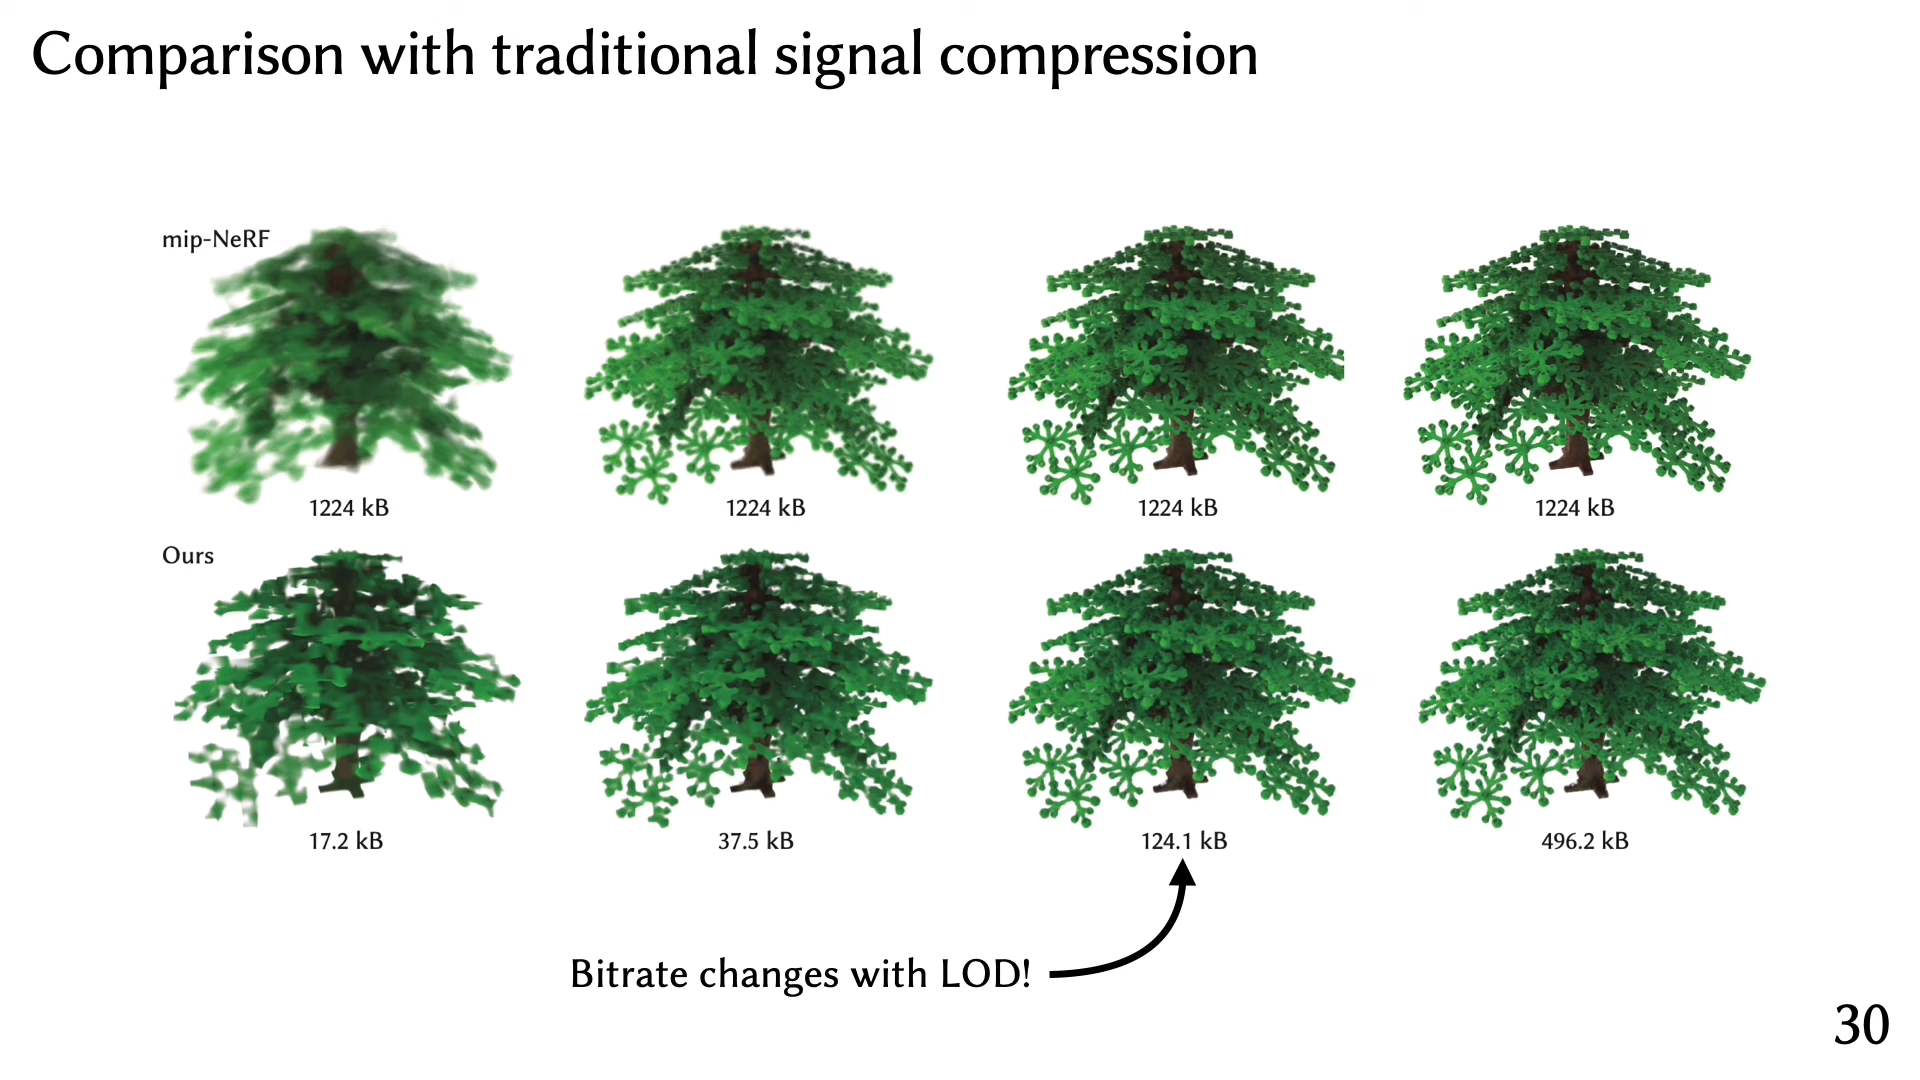 Comparison with traditional signal compression
mip-NeRF
1224 kB
1224 kB
1224 kB
1224 kB
Ours
17.2 kB
37.5 kB
124.1 kB
496.2 kB
Bitrate changes with LOD!
30